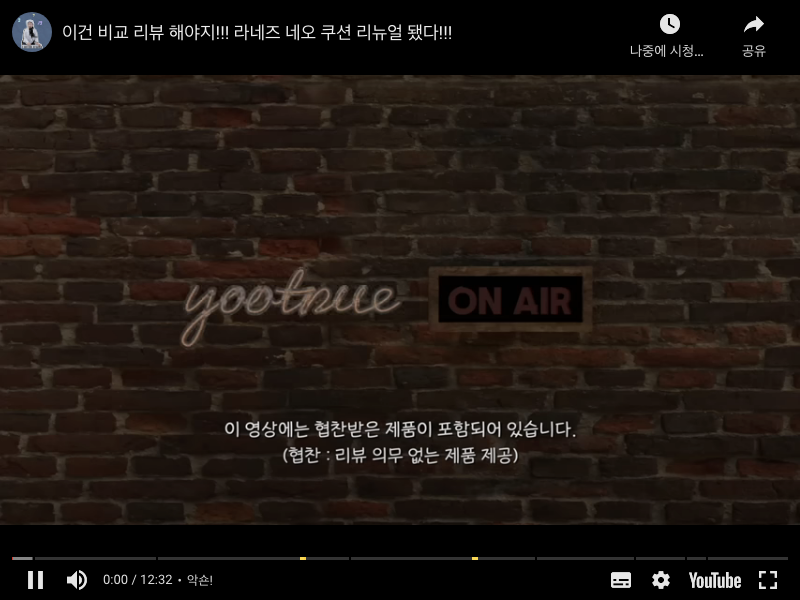 이건 비교 리뷰 해야지!!! 라네즈 네오 쿠션 리뉴얼 됐다!!!
나중에 시청...
공유
yootrue ON AIR
이 영상에는 협찬받은 제품이 포함되어 있습니다.
(협찬 : 리뷰 의무 없는 제품 제공)
0:00 / 12:32 • 악숀!
YouTube